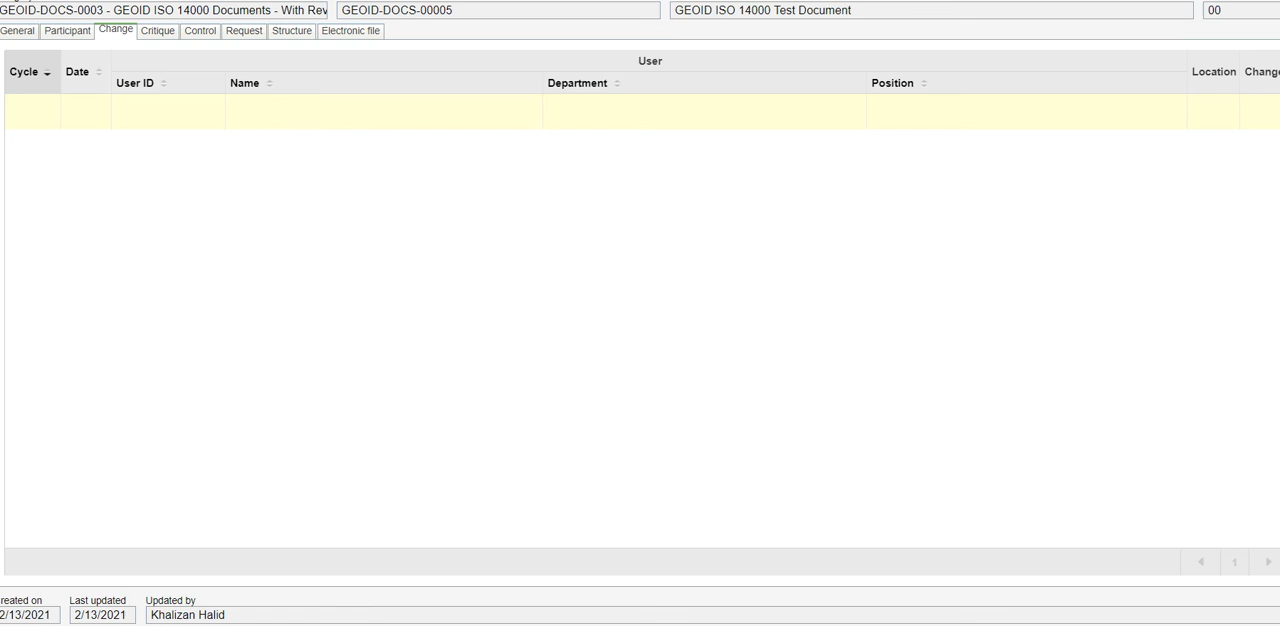 GEOID-DOCS-0003 - GEOID ISO 14000 Documents - With Rev GEOID-DOCS-00005 GEOID ISO 14000 Test Document 00
General Participant Change Critique Control Request Structure Electronic file
User
Cycle Date Location Change
User ID Name Department Position
1
reated on Last updated Updated by
2/13/2021 2/13/2021 Khalizan Halid